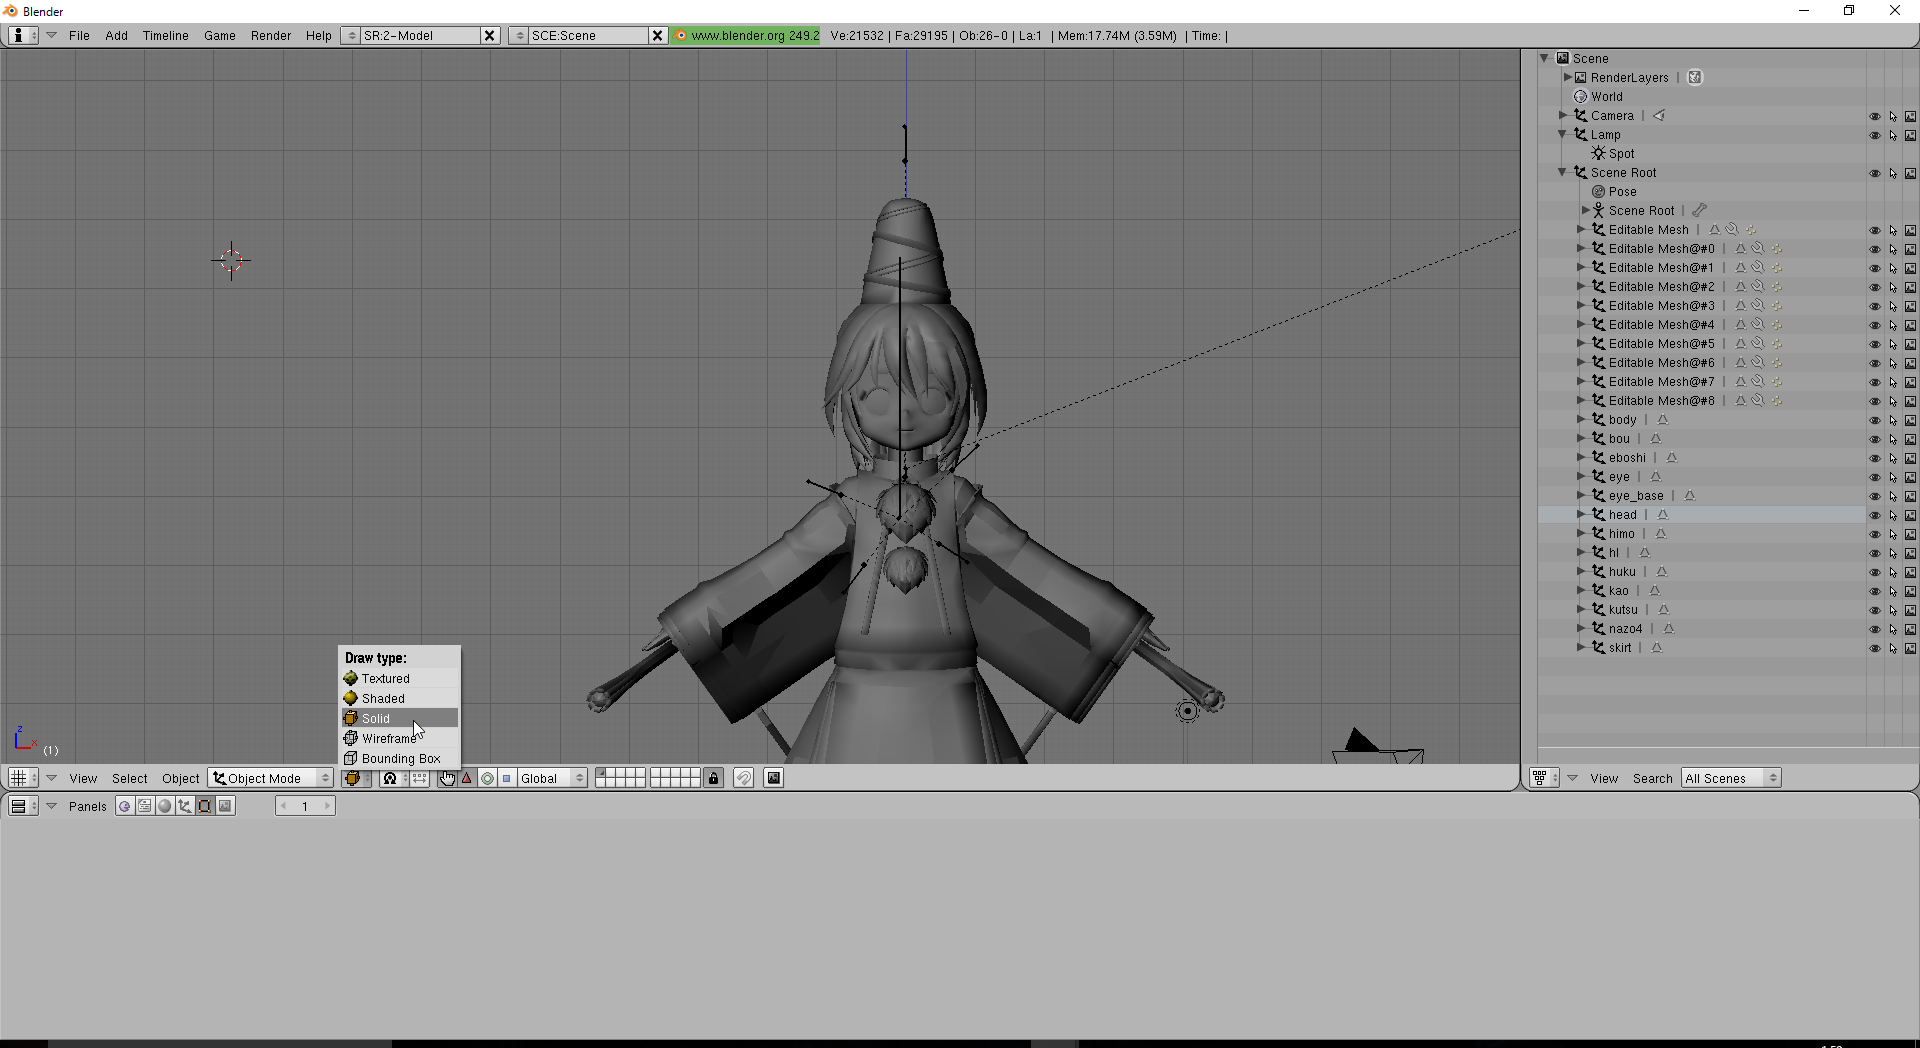 Blender
File Add Timeline Game Render Help SR:2-Model SCE:Scene www.blender.org 249.2 Ve:21532 | Fa:29195 | Ob:26-0 | La:1 | Mem:17.74M (3.59M) | Time: |
Scene
RenderLayers
World
Camera
Lamp
Spot
Scene Root
Pose
Scene Root
Editable Mesh
Editable Mesh@#0
Editable Mesh@#1
Editable Mesh@#2
Editable Mesh@#3
Editable Mesh@#4
Editable Mesh@#5
Editable Mesh@#6
Editable Mesh@#7
Editable Mesh@#8
body
bou
eboshi
eye
eye_base
head
himo
hl
huku
kao
kutsu
nazo4
skirt
Draw type:
Textured
Shaded
Solid
Wireframe
Bounding Box
z
x
(1)
View Select Object Object Mode Global
View Search All Scenes
Panels 1